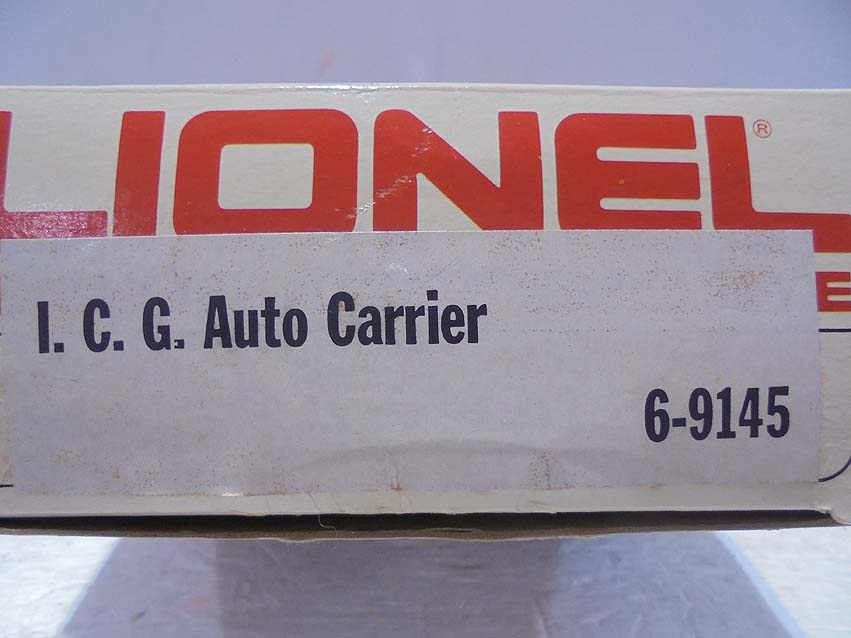 LIONEL®
E
I. C. G. Auto Carrier
6-9145